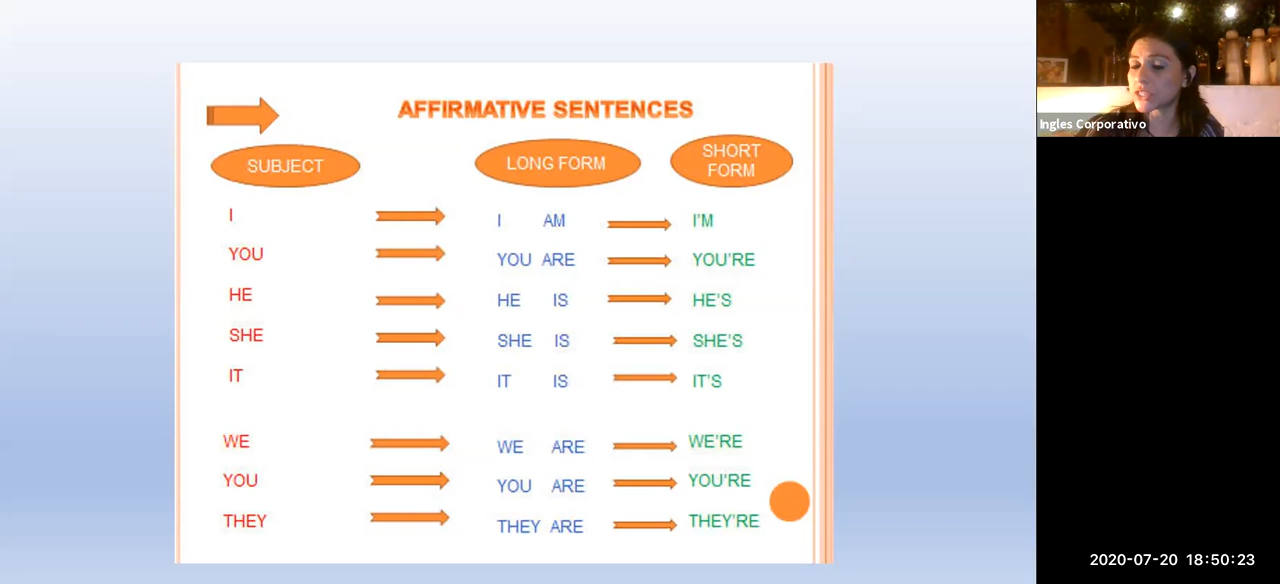 AFFIRMATIVE SENTENCES
SUBJECT
LONG FORM
SHORT
FORM
I I AM I'M
YOU YOU ARE YOU'RE
HE HE IS HE'S
SHE SHE IS SHE'S
IT IT IS IT'S
WE WE ARE WE'RE
YOU YOU ARE YOU'RE
THEY THEY ARE THEY'RE
Ingles Corporativo
2020-07-20 18:50:23